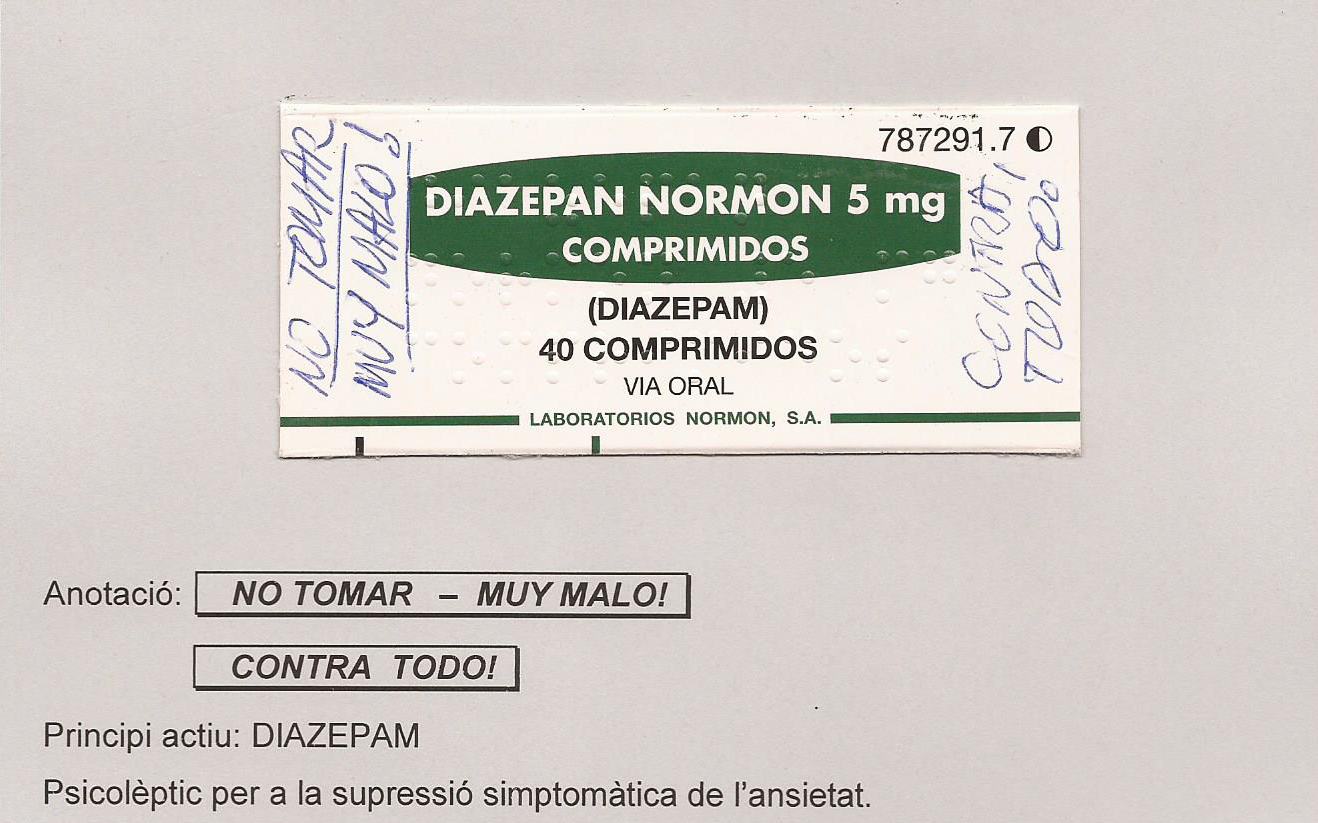 NO TOMAR
MUY MALO!
787291.7
DIAZEPAN NORMON 5 mg
COMPRIMIDOS
(DIAZEPAM)
40 COMPRIMIDOS
VIA ORAL
LABORATORIOS NORMON, S.A.
CONTRA
TODO!
Anotació: NO TOMAR – MUY MALO!
CONTRA TODO!
Principi actiu: DIAZEPAM
Psicolèptic per a la supressió simptomàtica de l’ansietat.